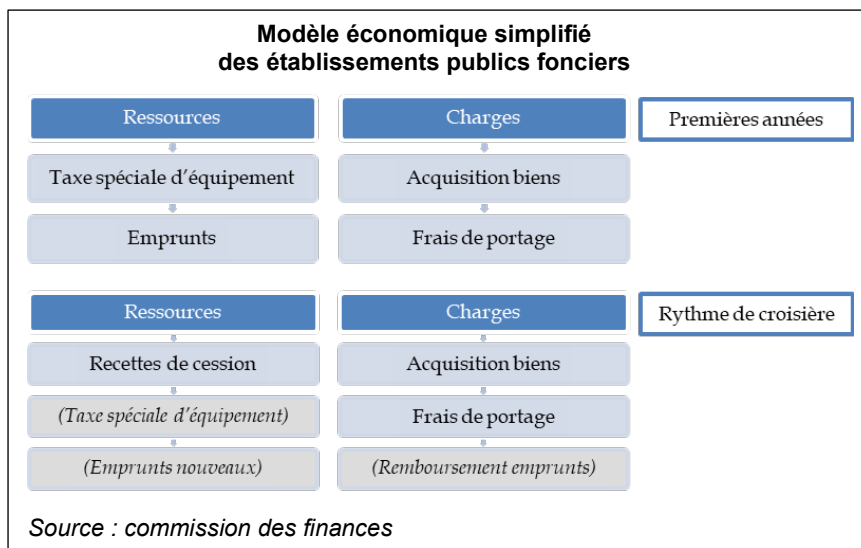 Modèle économique simplifié
des établissements publics fonciers
Ressources
Charges
Premières années
Taxe spéciale d’équipement
Acquisition biens
Emprunts
Frais de portage
Ressources
Charges
Rythme de croisière
Recettes de cession
Acquisition biens
(Taxe spéciale d’équipement)
Frais de portage
(Emprunts nouveaux)
(Remboursement emprunts)
Source : commission des finances